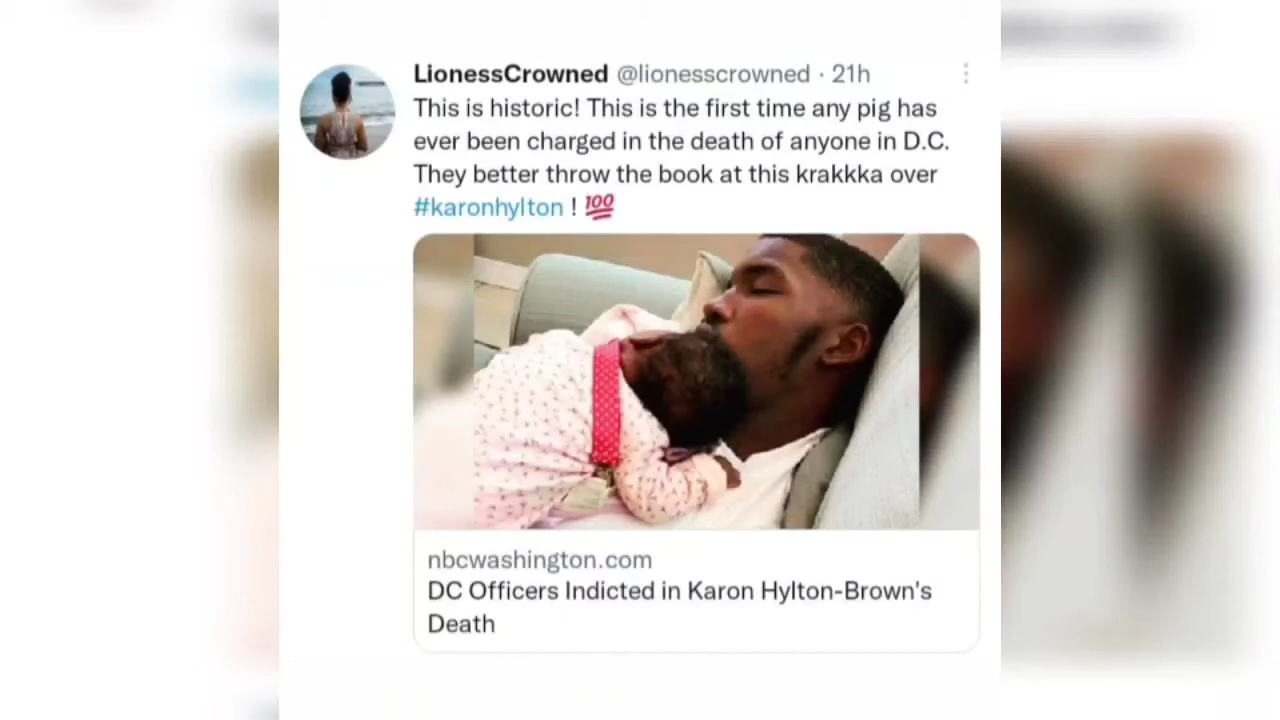 LionessCrowned @lionesscrowned · 21h
This is historic! This is the first time any pig has
ever been charged in the death of anyone in D.C.
They better throw the book at this krakkka over
#karonhylton ! 💯
nbcwashington.com
DC Officers Indicted in Karon Hylton-Brown's
Death